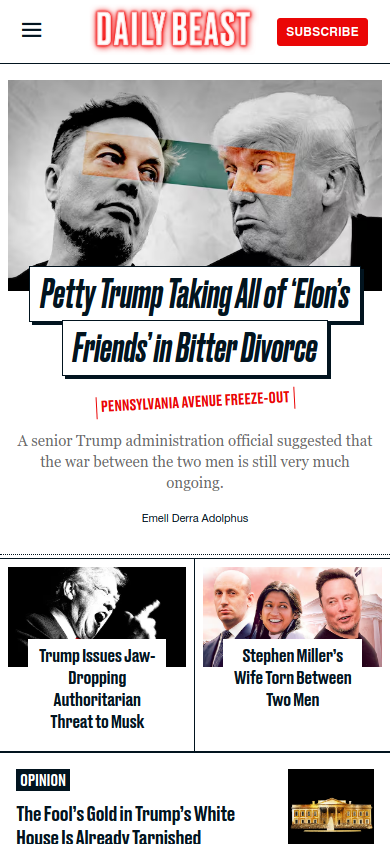 DAILY BEAST
SUBSCRIBE
Petty Trump Taking All of ‘Elon’s
Friends’ in Bitter Divorce
PENNSYLVANIA AVENUE FREEZE-OUT
A senior Trump administration official suggested that
the war between the two men is still very much
ongoing.
Emell Derra Adolphus
Trump Issues Jaw-
Dropping
Authoritarian
Threat to Musk
Stephen Miller’s
Wife Torn Between
Two Men
OPINION
The Fool’s Gold in Trump’s White
House Is Already Tarnished